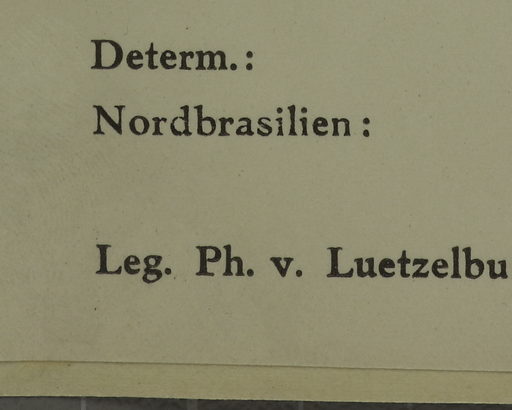 Determ.:
Nordbrasilien:
Leg. Ph. v. Luetzelbu